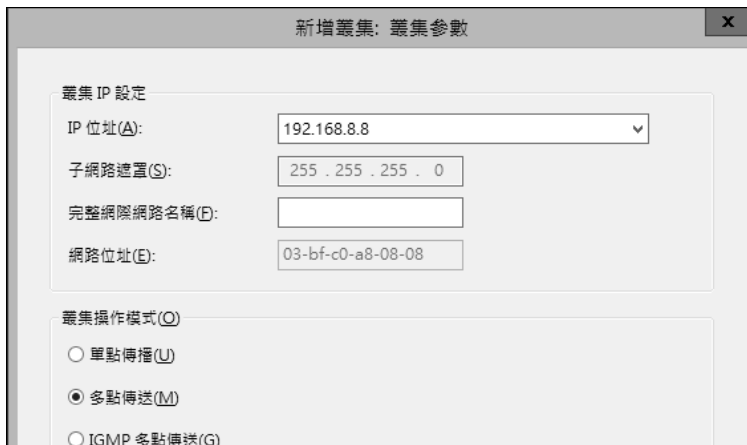 新增叢集: 叢集參數
x
叢集 IP 設定
IP 位址(A): 192.168.8.8
子網路遮罩(S): 255 . 255 . 255 . 0
完整網際網路名稱(F):
網路位址(E): 03-bf-c0-a8-08-08
叢集操作模式(O)
單點傳播(U)
多點傳送(M)
IGMP 多點傳送(G)